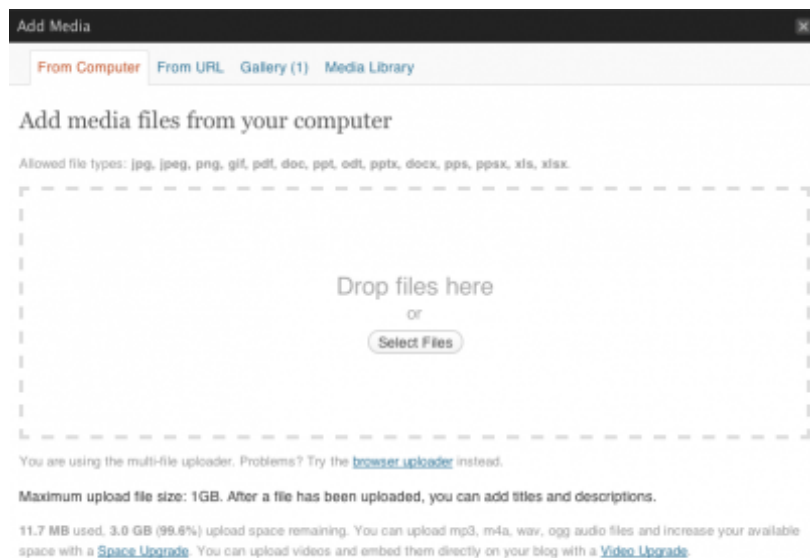 Add Media
From Computer From URL Gallery (1) Media Library
Add media files from your computer
Allowed file types: jpg, jpeg, png, gif, pdf, doc, ppt, odt, pptx, docx, pps, ppsx, xls, xlsx.
Drop files here
or
Select Files
You are using the multi-file uploader. Problems? Try the browser uploader instead.
Maximum upload file size: 1GB. After a file has been uploaded, you can add titles and descriptions.
11.7 MB used, 3.0 GB (99.6%) upload space remaining. You can upload mp3, m4a, wav, ogg audio files and increase your available
space with a Space Upgrade. You can upload videos and embed them directly on your blog with a Video Upgrade.